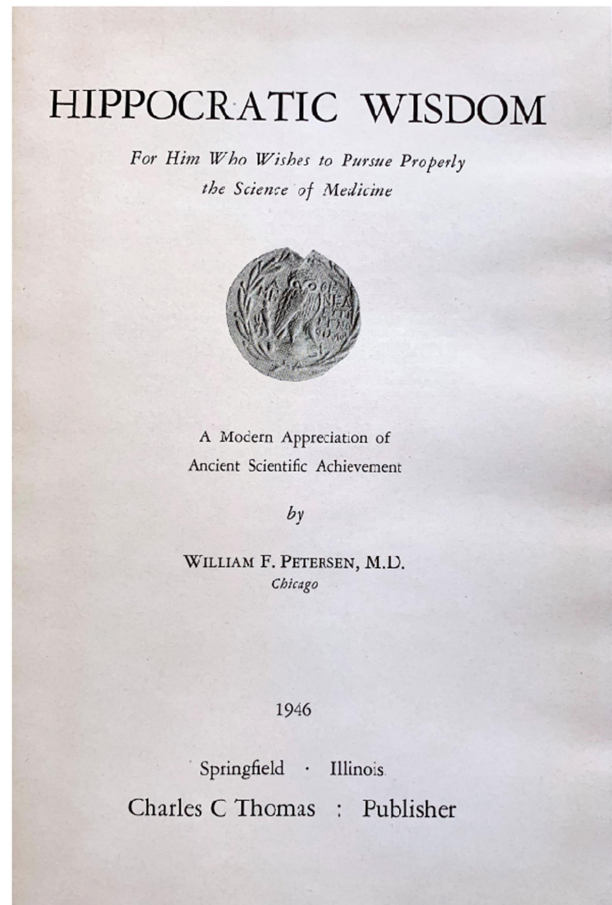 HIPPOCRATIC WISDOM
For Him Who Wishes to Pursue Properly
the Science of Medicine
A Modern Appreciation of
Ancient Scientific Achievement
by
WILLIAM F. PETERSEN, M.D.
Chicago
1946
Springfield · Illinois
Charles C Thomas : Publisher